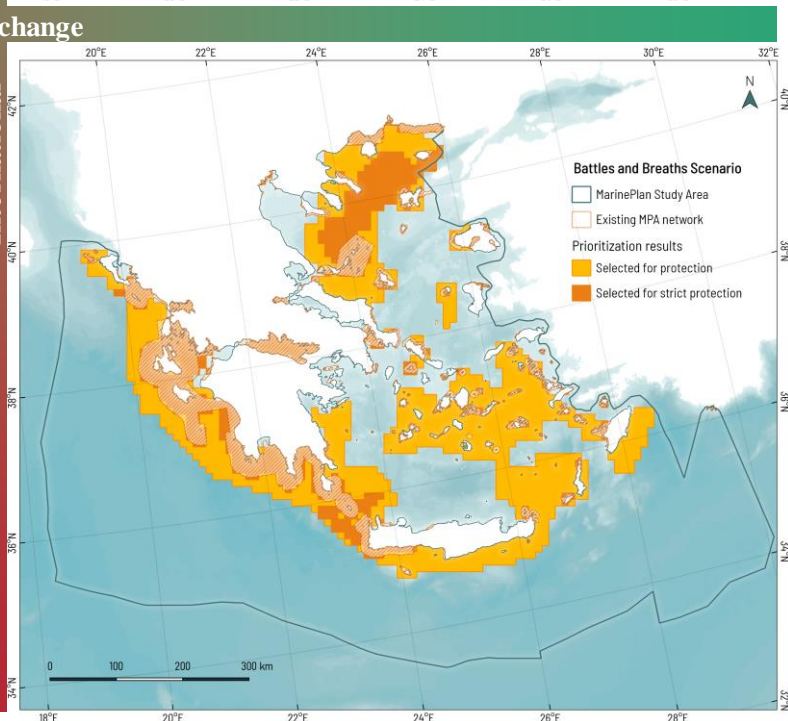 change
20°E 22°E 24°E 26°E 28°E 30°E 32°E
42°N
40°N
38°N
36°N
34°N
40°N
38°N
36°N
34°N
32°N
N
Battles and Breaths Scenario
MarinePlan Study Area
Existing MPA network
Prioritization results
Selected for protection
Selected for strict protection
0 100 200 300 km
18°E 20°E 22°E 24°E 26°E 28°E